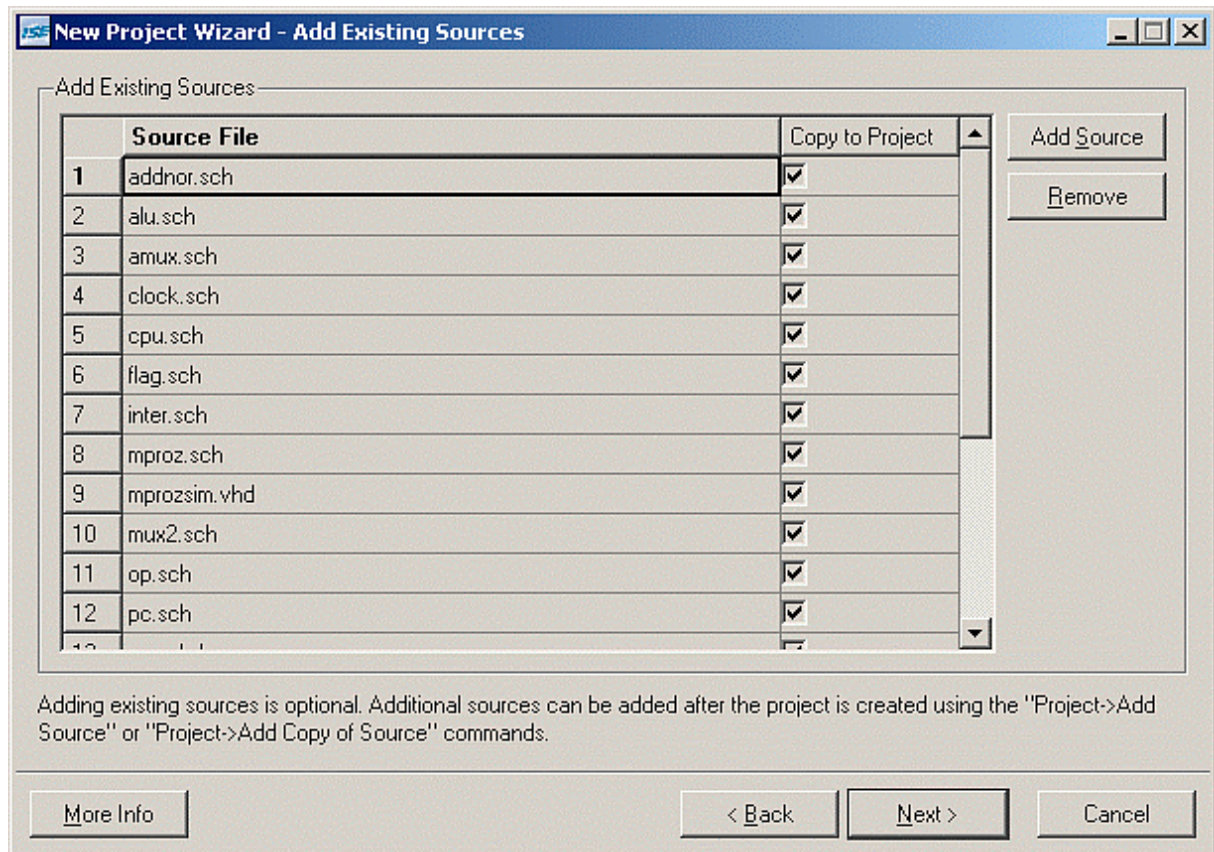 ISE New Project Wizard - Add Existing Sources
Add Existing Sources
Source File Copy to Project
Add Source
1 addnor.sch
Remove
2 alu.sch
3 amux.sch
4 clock.sch
5 cpu.sch
6 flag.sch
7 inter.sch
8 mproz.sch
9 mprozsim.vhd
10 mux2.sch
11 op.sch
12 pc.sch
Adding existing sources is optional. Additional sources can be added after the project is created using the "Project->Add
Source" or "Project->Add Copy of Source" commands.
More Info < Back Next > Cancel